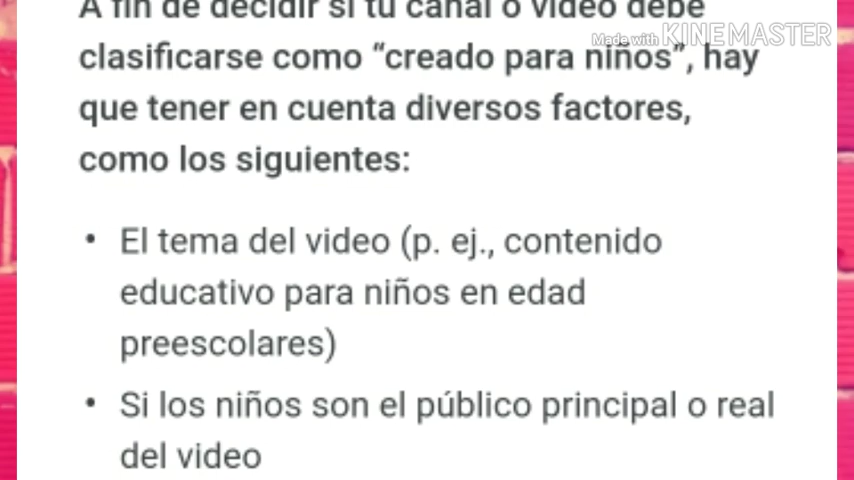 A fin de decidir si tu canal o video debe
Made with KINEMASTER
clasificarse como “creado para niños”, hay
que tener en cuenta diversos factores,
como los siguientes:
• El tema del video (p. ej., contenido
educativo para niños en edad
preescolares)
• Si los niños son el público principal o real
del video